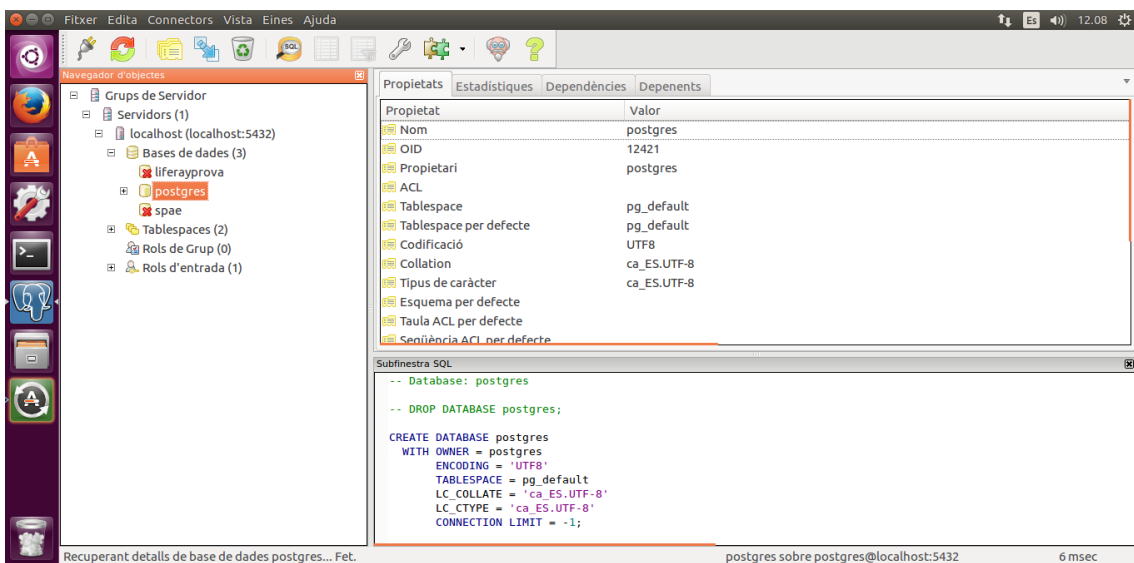 Fitxer Edita Connectors Vista Eines Ajuda
Es 12.08
SQL
Navegador d'objectes
Grups de Servidor
Servidors (1)
localhost (localhost:5432)
Bases de dades (3)
liferayprova
postgres
spae
Tablespaces (2)
Rols de Grup (0)
Rols d'entrada (1)
Propietats Estadístiques Dependències Depenents
Propietat Valor
Nom postgres
OID 12421
Propietari postgres
ACL
Tablespace pg_default
Tablespace per defecte pg_default
Codificació UTF8
Collation ca_ES.UTF-8
Tipus de caràcter ca_ES.UTF-8
Esquema per defecte
Taula ACL per defecte
Seqüència ACL per defecte
Subfinestra SQL
-- Database: postgres
-- DROP DATABASE postgres;
CREATE DATABASE postgres
WITH OWNER = postgres
ENCODING = 'UTF8'
TABLESPACE = pg_default
LC_COLLATE = 'ca_ES.UTF-8'
LC_CTYPE = 'ca_ES.UTF-8'
CONNECTION LIMIT = -1;
Recuperant detalls de base de dades postgres... Fet. postgres sobre postgres@localhost:5432 6 msec